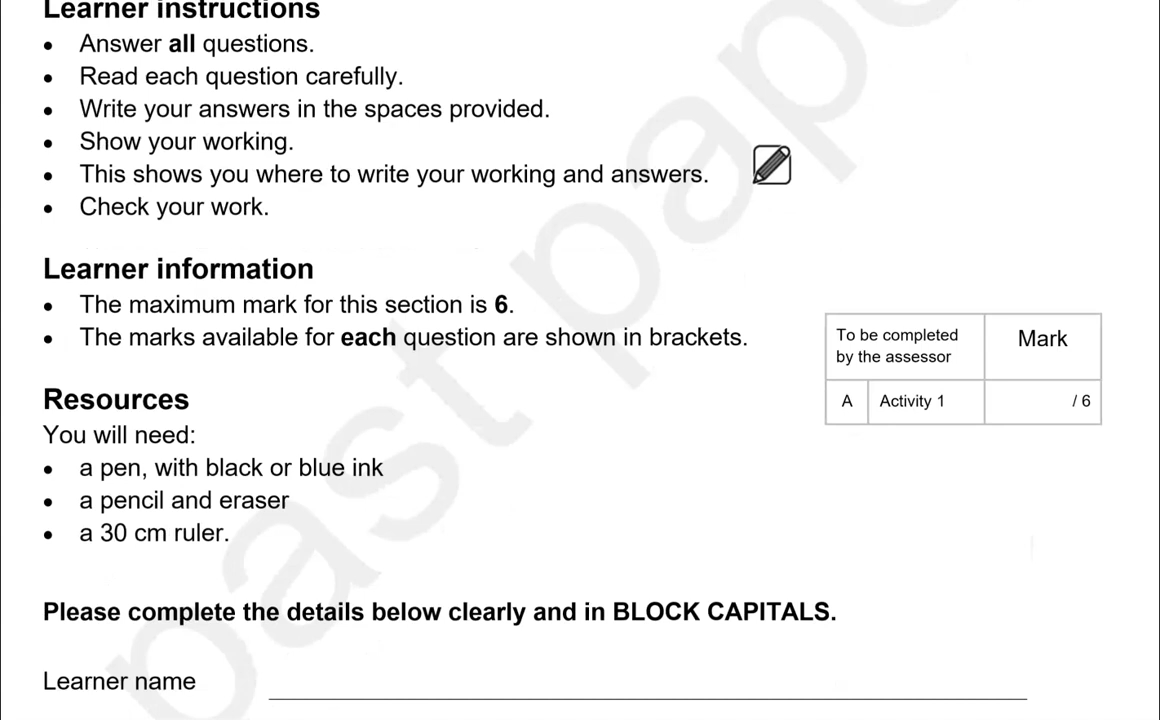 Learner instructions
• Answer all questions.
• Read each question carefully.
• Write your answers in the spaces provided.
• Show your working.
• This shows you where to write your working and answers.
• Check your work.
Learner information
• The maximum mark for this section is 6.
• The marks available for each question are shown in brackets.
To be completed
by the assessor
Mark
A Activity 1 / 6
Resources
You will need:
• a pen, with black or blue ink
• a pencil and eraser
• a 30 cm ruler.
Please complete the details below clearly and in BLOCK CAPITALS.
Learner name
past pap